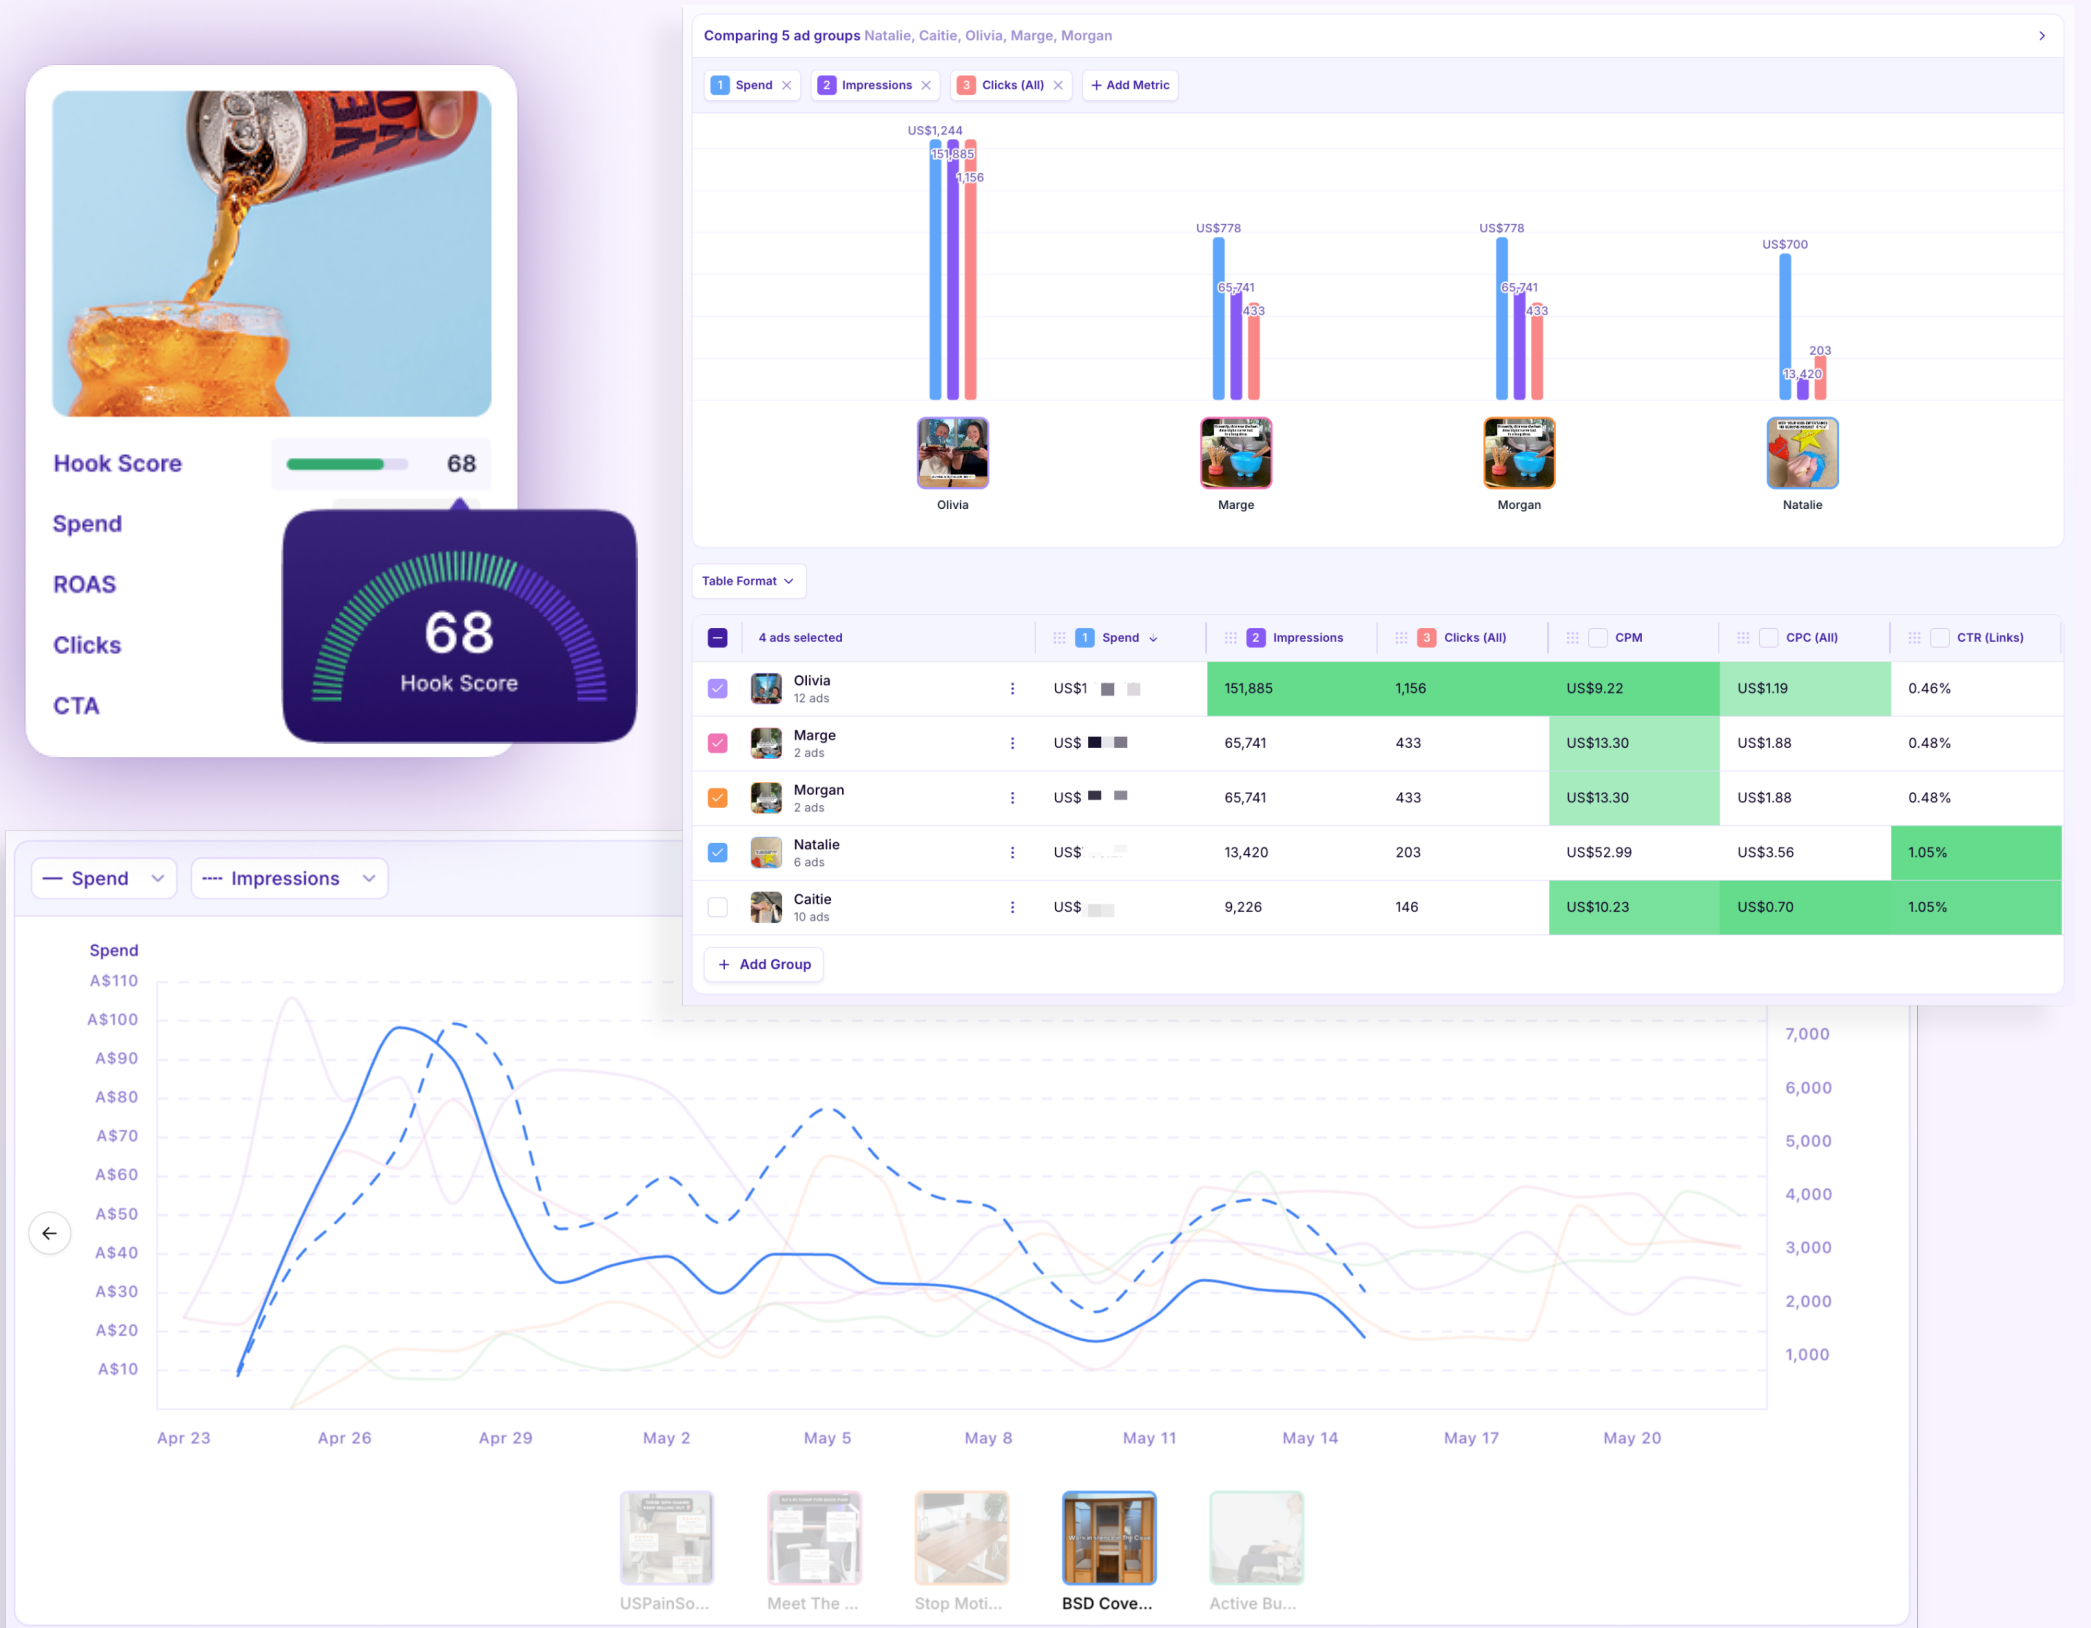 Hook Score 68
Spend
ROAS
Clicks
CTA
68
Hook Score
Comparing 5 ad groups Natalie, Caitie, Olivia, Marge, Morgan
1 Spend
2 Impressions
3 Clicks (All)
+ Add Metric
US$1,244
151,885
1,156
US$778
65,741
433
US$778
65,741
433
US$700
13,420
203
Olivia
Marge
Morgan
Natalie
Table Format
4 ads selected 1 Spend ↓ 2 Impressions 3 Clicks (All) CPM CPC (All) CTR (Links)
Olivia
12 ads
US$1 151,885 1,156 US$9.22 US$1.19 0.46%
Marge
2 ads
US$ 65,741 433 US$13.30 US$1.88 0.48%
Morgan
2 ads
US$ 65,741 433 US$13.30 US$1.88 0.48%
Natalie
6 ads
US$ 13,420 203 US$52.99 US$3.56 1.05%
Caitie
10 ads
US$ 9,226 146 US$10.23 US$0.70 1.05%
+ Add Group
Spend
Impressions
Spend
A$110
A$100
A$90
A$80
A$70
A$60
A$50
A$40
A$30
A$20
A$10
7,000
6,000
5,000
4,000
3,000
2,000
1,000
Apr 23 Apr 26 Apr 29 May 2 May 5 May 8 May 11 May 14 May 17 May 20
USPainSo...
Meet The ...
Stop Moti...
BSD Cove...
Active Bu...